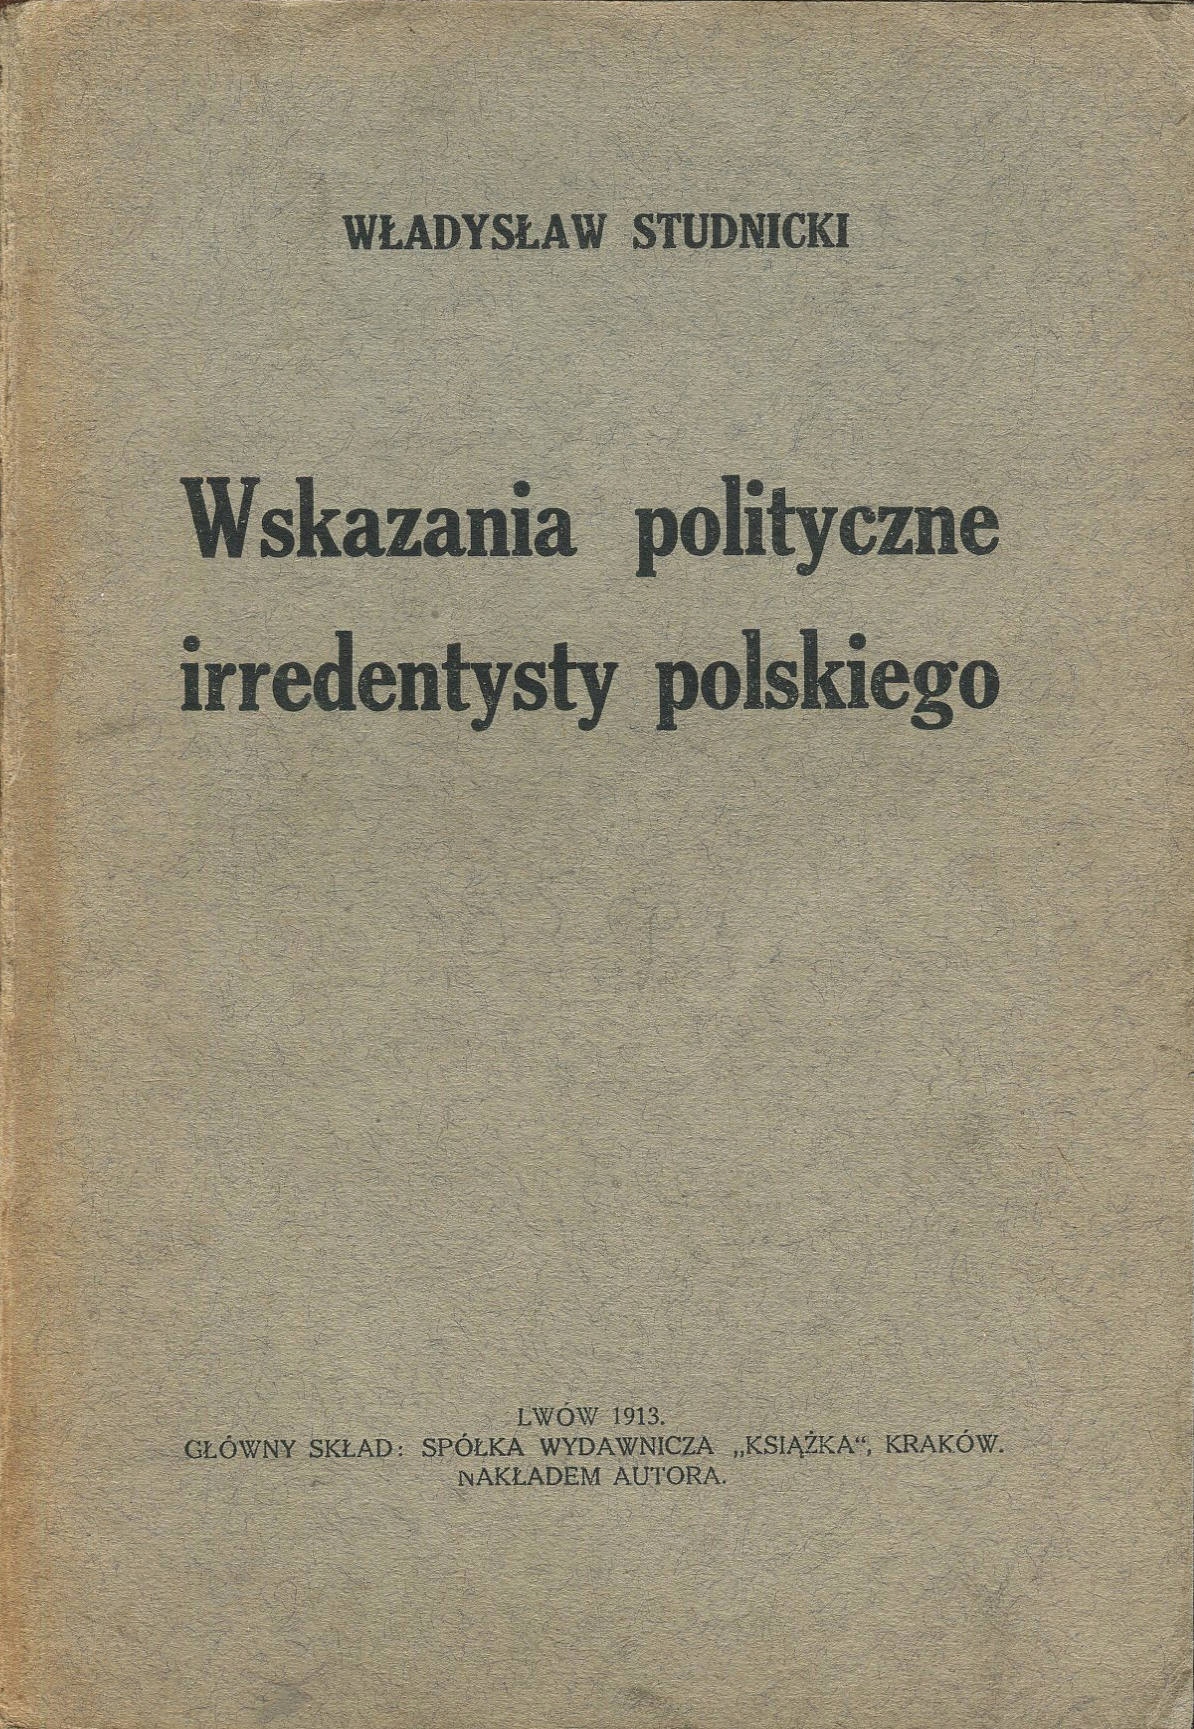 WŁADYSŁAW STUDNICKI
Wskazania polityczne
irredentysty polskiego
LWÓW 1913.
GŁÓWNY SKŁAD: SPÓŁKA WYDAWNICZA „KSIĄŻKA“, KRAKÓW.
NAKŁADEM AUTORA.